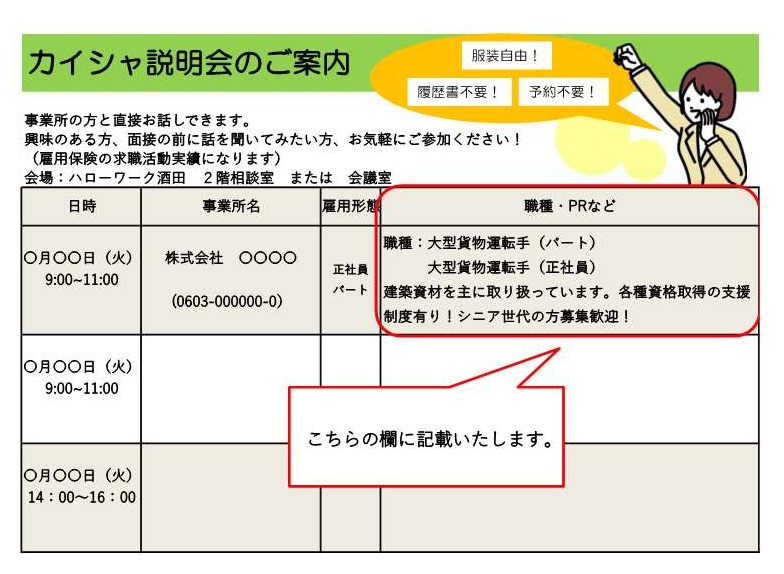 カイシャ説明会のご案内
服装自由！
履歴書不要！
予約不要！
事業所の方と直接お話しできます。
興味のある方、面接の前に話を聞いてみたい方、お気軽にご参加ください！
（雇用保険の求職活動実績になります）
会場：ハローワーク酒田　２階相談室　または　会議室
日時
事業所名
雇用形態
職種・PRなど
〇月〇〇日（火）
9:00~11:00
株式会社　〇〇〇〇
(0603-000000-0)
正社員
パート
職種：大型貨物運転手（パート）
大型貨物運転手（正社員）
建築資材を主に取り扱っています。各種資格取得の支援
制度有り！シニア世代の方募集歓迎！
〇月〇〇日（火）
9:00~11:00
こちらの欄に記載いたします。
〇月〇〇日（火）
14：00～16：00